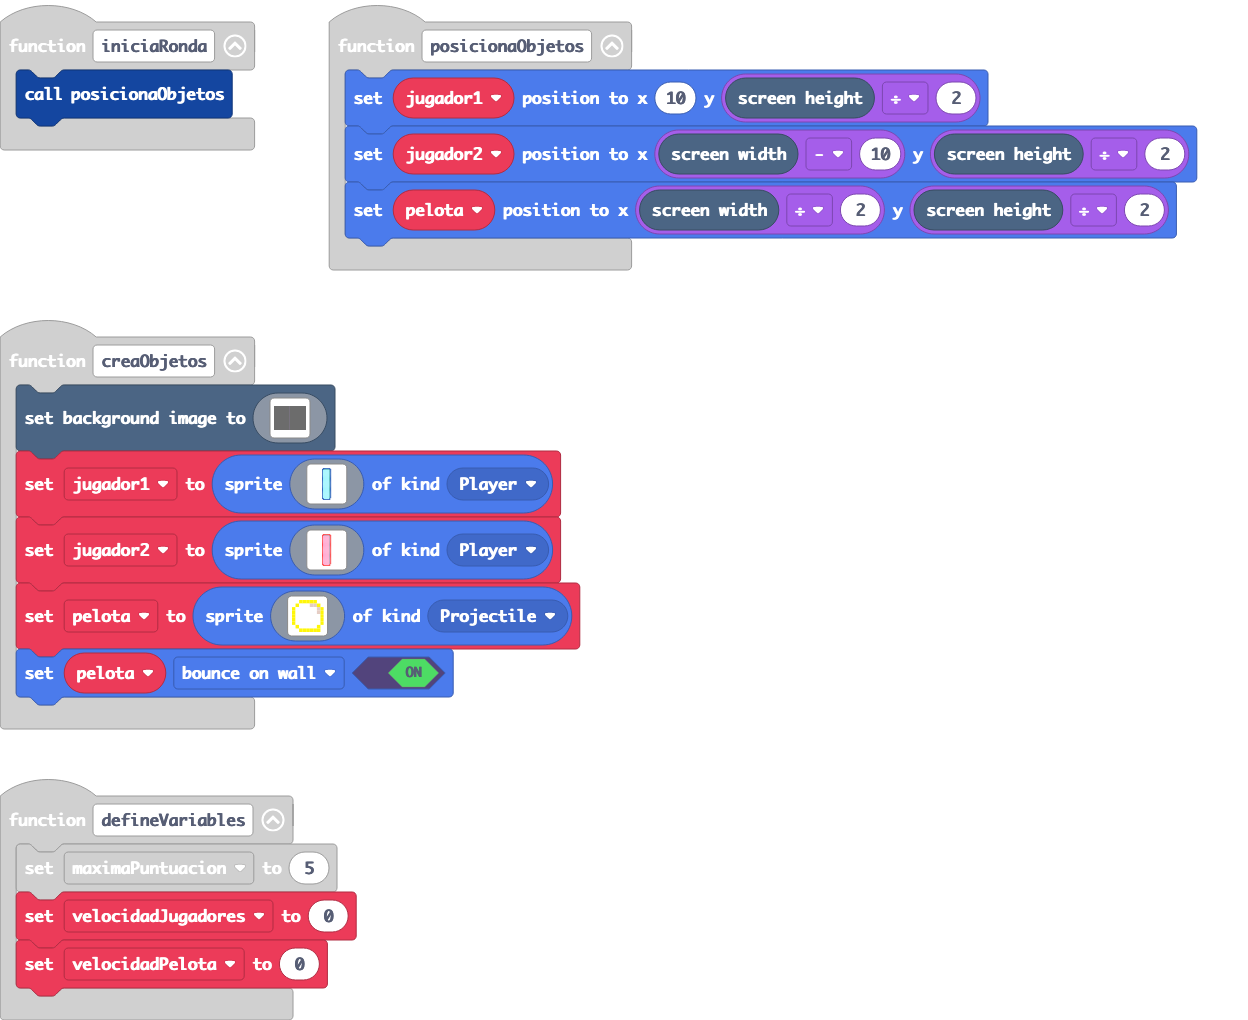 function iniciaRonda
call posicionaObjetos
function posicionaObjetos
set jugador1 position to x 10 y screen height ÷ 2
set jugador2 position to x screen width - 10 y screen height ÷ 2
set pelota position to x screen width ÷ 2 y screen height ÷ 2
function creaObjetos
set background image to
set jugador1 to sprite of kind Player
set jugador2 to sprite of kind Player
set pelota to sprite of kind Projectile
set pelota bounce on wall ON
function defineVariables
set maximaPuntuacion to 5
set velocidadJugadores to 0
set velocidadPelota to 0